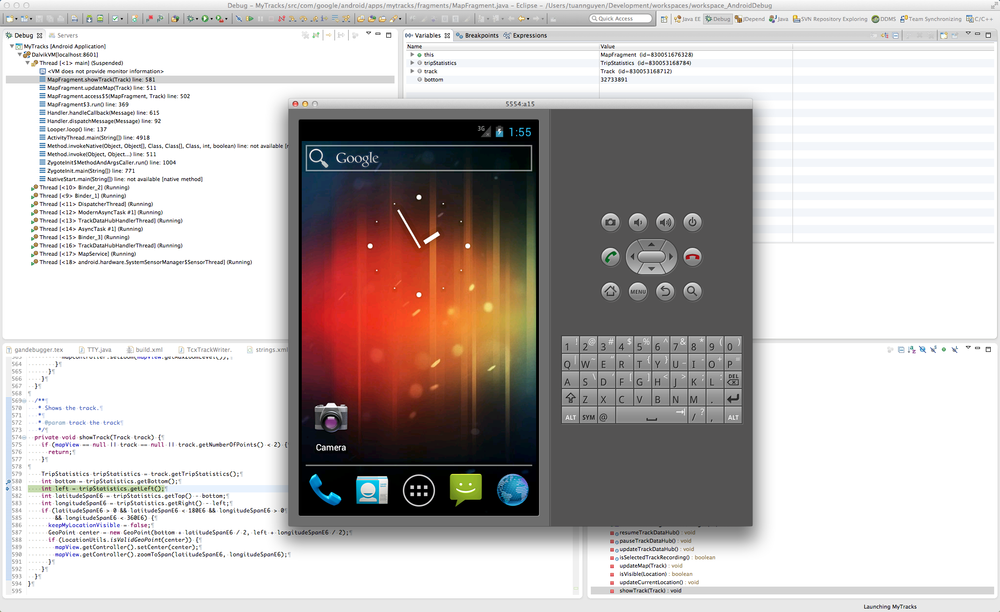 Debug – MyTracks/src/com/google/android/apps/mytracks/fragments/MapFragment.java – Eclipse – /Users/tuannguyen/Development/workspaces/workspace_AndroidDebug
Quick Access
Java EE
Debug
JDepend
Java
SVN Repository Exploring
DDMS
Team Synchronizing
C/C++
Debug
Servers
MyTracks [Android Application]
DalvikVM[localhost:8601]
Thread [<1> main] (Suspended)
<VM does not provide monitor information>
MapFragment.showTrack(Track) line: 581
MapFragment.updateMap(Track) line: 511
MapFragment.access$5(MapFragment, Track) line: 502
MapFragment$3.run() line: 369
Handler.handleCallback(Message) line: 615
Handler.dispatchMessage(Message) line: 92
Looper.loop() line: 137
ActivityThread.main(String[]) line: 4918
Method.invokeNative(Object, Object[], Class, Class[], Class, int, boolean) line: not available [
Method.invoke(Object, Object...) line: 511
ZygoteInit$MethodAndArgsCaller.run() line: 1004
ZygoteInit.main(String[]) line: 771
NativeStart.main(String[]) line: not available [native method]
Thread [<10> Binder_2] (Running)
Thread [<9> Binder_1] (Running)
Thread [<11> DispatcherThread] (Running)
Thread [<12> ModernAsyncTask #1] (Running)
Thread [<13> TrackDataHubHandlerThread] (Running)
Thread [<14> AsyncTask #1] (Running)
Thread [<15> Binder_3] (Running)
Thread [<16> TrackDataHubHandlerThread] (Running)
Thread [<17> MapService] (Running)
Thread [<18> android.hardware.SystemSensorManager$SensorThread] (Running)
Variables
Breakpoints
Expressions
Name Value
this MapFragment (id=830051676328)
tripStatistics TripStatistics (id=830053168784)
track Track (id=830053168712)
bottom 32733891
5554:a15
3G 1:55
Google
Camera
MENU
1 ! 2 @ 3 # 4 $ 5 % 6 ^ 7 & 8 * 9 ( 0 )
Q | W ~ E “ R ` T { Y } U _ I - O + P =
A S \ D ' F [ G ] H < J > K ; L : DEL
Z X C V B N M .
ALT SYM @ / ? , ALT
gandebugger.tex
TTY.java
build.xml
TcxTrackWriter.
strings.xml
563 mapController.setZoom(mapView.getMaxZoomLevel());
564 }
565 }
566 }
567 }
568
569 /**
570 * Shows the track.
571 *
572 * @param track the track
573 */
574 private void showTrack(Track track) {
575 if (mapView == null || track == null || track.getNumberOfPoints() < 2) {
576 return;
577 }
578
579 TripStatistics tripStatistics = track.getTripStatistics();
580 int bottom = tripStatistics.getBottom();
581 int left = tripStatistics.getLeft();
582 int latitudeSpanE6 = tripStatistics.getTop() - bottom;
583 int longitudeSpanE6 = tripStatistics.getRight() - left;
584 if (latitudeSpanE6 > 0 && latitudeSpanE6 < 180E6 && longitudeSpanE6 > 0
585 && longitudeSpanE6 < 360E6) {
586 keepMyLocationVisible = false;
587 GeoPoint center = new GeoPoint(bottom + latitudeSpanE6 / 2, left + longitudeSpanE6 / 2);
588 if (LocationUtils.isValidGeoPoint(center)) {
589 mapView.getController().setCenter(center);
590 mapView.getController().zoomToSpan(latitudeSpanE6, longitudeSpanE6);
591 }
592 }
593 }
594 }
595
resumeTrackDataHub() : void
pauseTrackDataHub() : void
updateTrackDataHub() : void
isSelectedTrackRecording() : boolean
updateMap(Track) : void
isVisible(Location) : boolean
updateCurrentLocation() : void
showTrack(Track) : void
Launching MyTracks